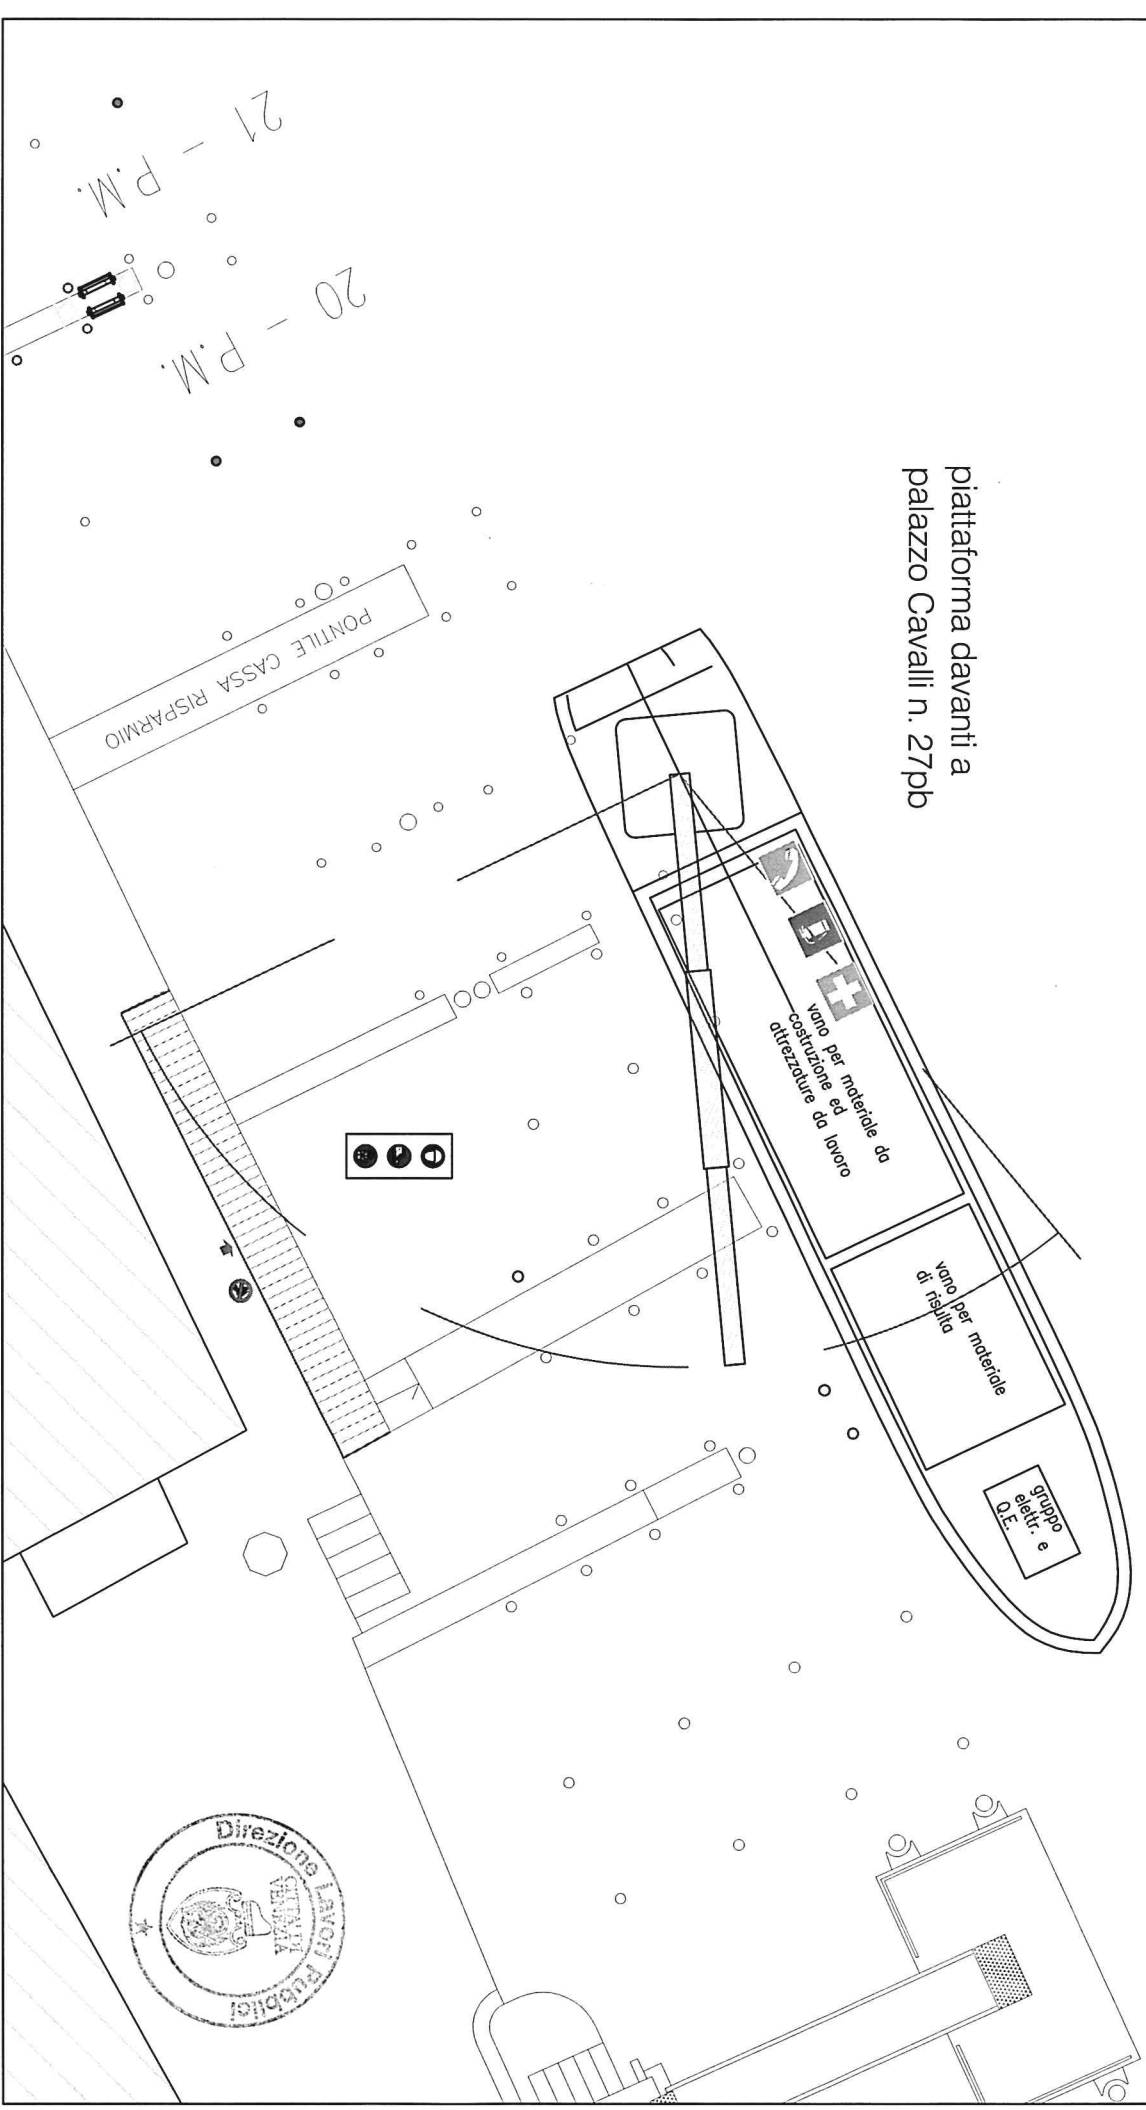 piattaforma davanti a
palazzo Cavalli n. 27pb
21 - P.M.
20 - P.M.
PONTILE CASSA RISPARMIO
vano per materiale da
costruzione ed
attrezzature da lavoro
vano per materiale
di risulta
gruppo
elettr. e
Q.E.
Direzione Lavori Pubblici
CITTA' DI
VENEZIA